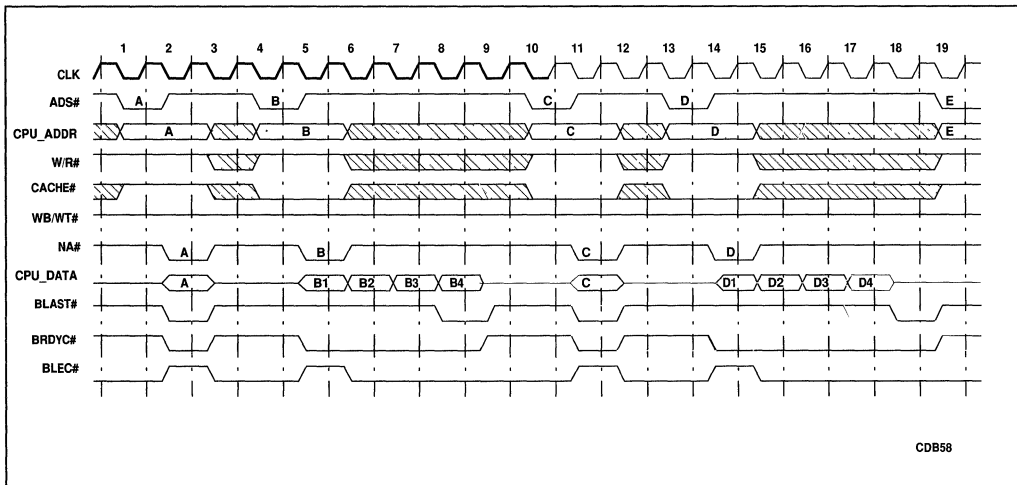 1 2 3 4 5 6 7 8 9 10 11 12 13 14 15 16 17 18 19
CLK
ADS# A B C D E
CPU_ADDR A B C D E
W/R#
CACHE#
WB/WT#
NA# A B C D
CPU_DATA A B1 B2 B3 B4 C D1 D2 D3 D4
BLAST#
BRDYC#
BLEC#
CDB58